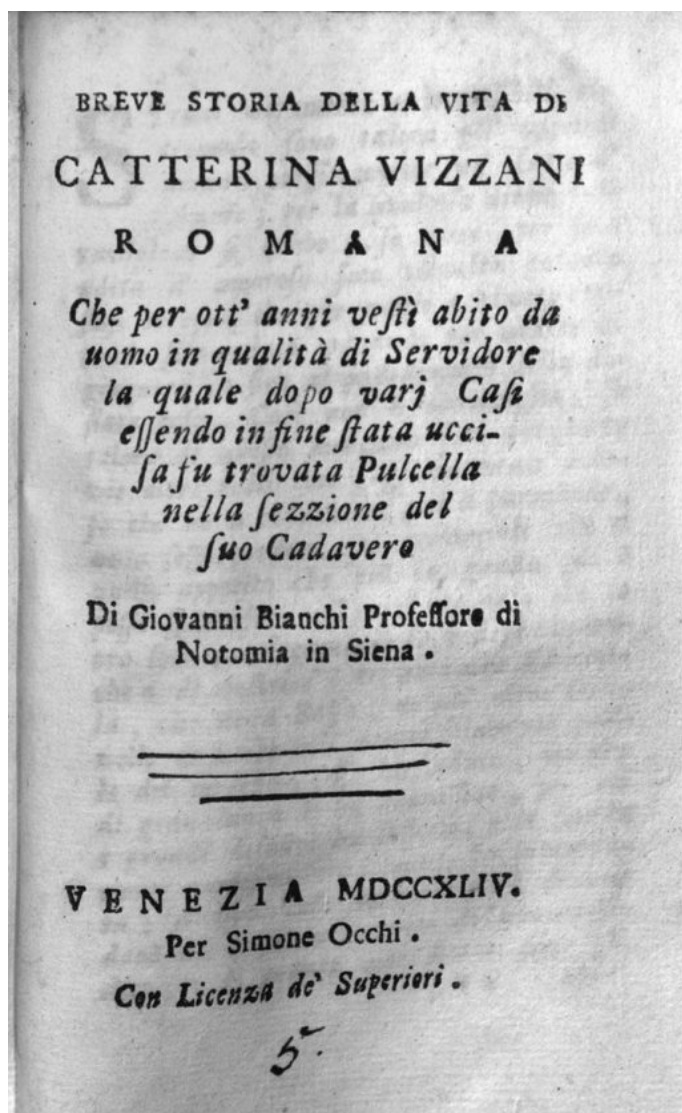 BREVE STORIA DELLA VITA DI
CATTERINA VIZZANI
ROMANA
Che per ott' anni veſtì abito da
uomo in qualità di Servidore
la quale dopo varj Caſi
eſſendo in fine ſtata ucci-
ſa fu trovata Pulcella
nella ſezzione del
ſuo Cadavero
Di Giovanni Bianchi Profeſſore dì
Notomia in Siena .
VENEZIA MDCCXLIV.
Per Simone Occhi .
Con Licenza de' Superiori .
5.